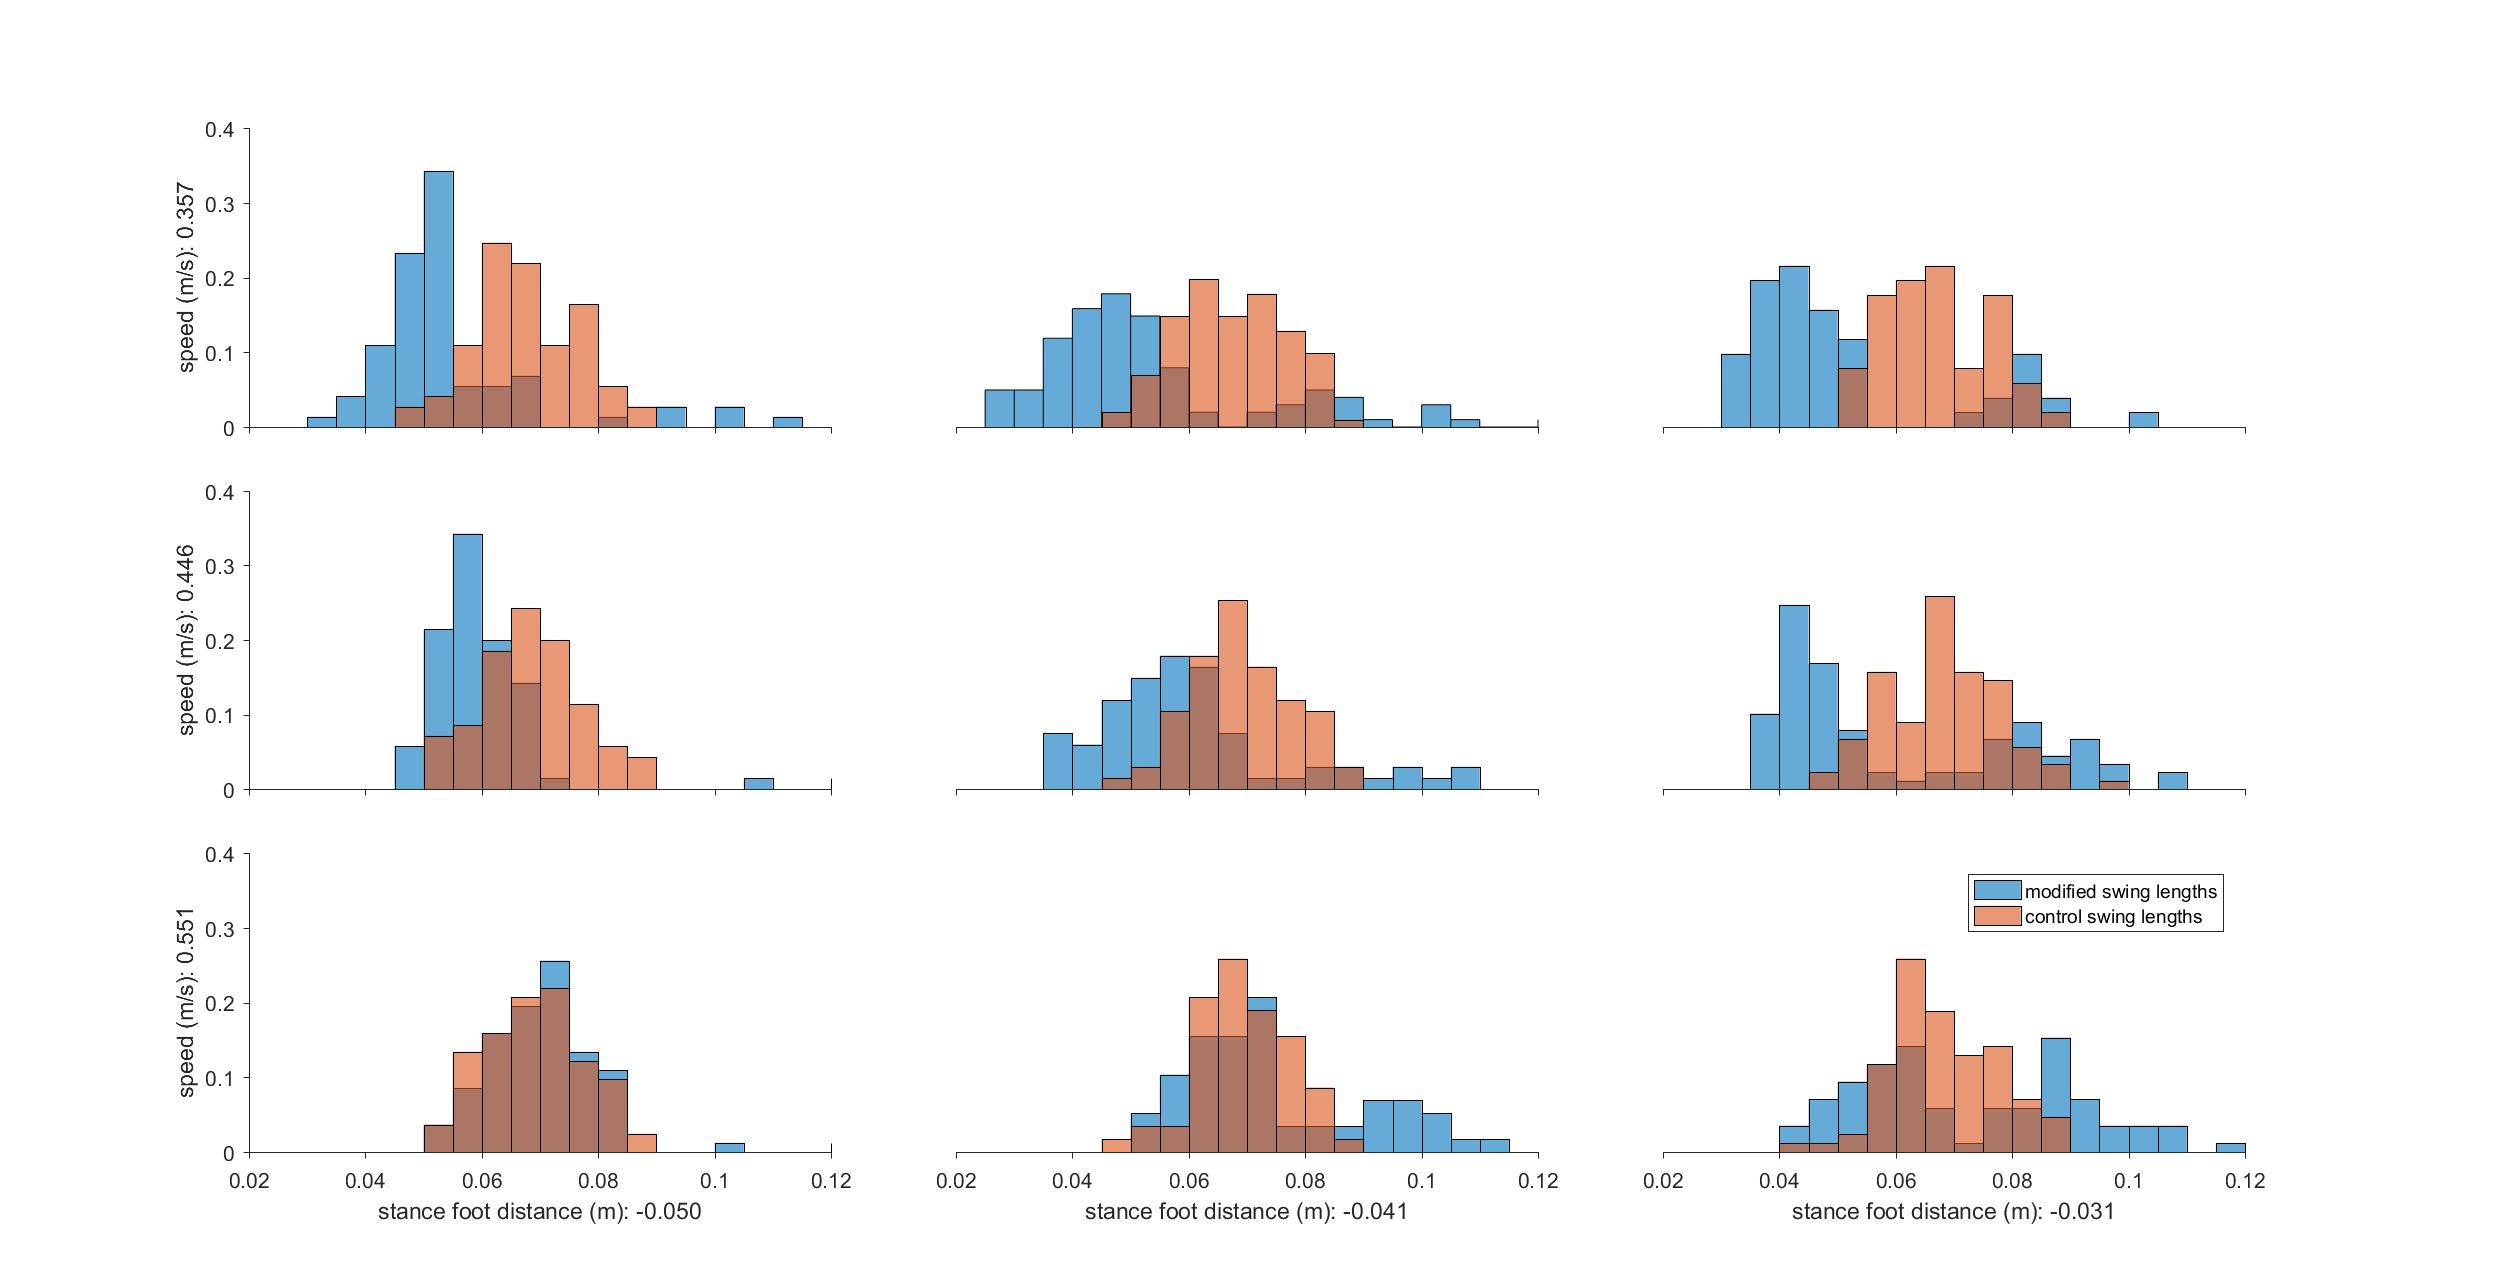 0.4
0.3
0.2
0.1
0
speed (m/s): 0.357
0.4
0.3
0.2
0.1
0
speed (m/s): 0.446
0.4
0.3
0.2
0.1
0
speed (m/s): 0.551
modified swing lengths
control swing lengths
0.02 0.04 0.06 0.08 0.1 0.12
0.02 0.04 0.06 0.08 0.1 0.12
0.02 0.04 0.06 0.08 0.1 0.12
stance foot distance (m): -0.050
stance foot distance (m): -0.041
stance foot distance (m): -0.031